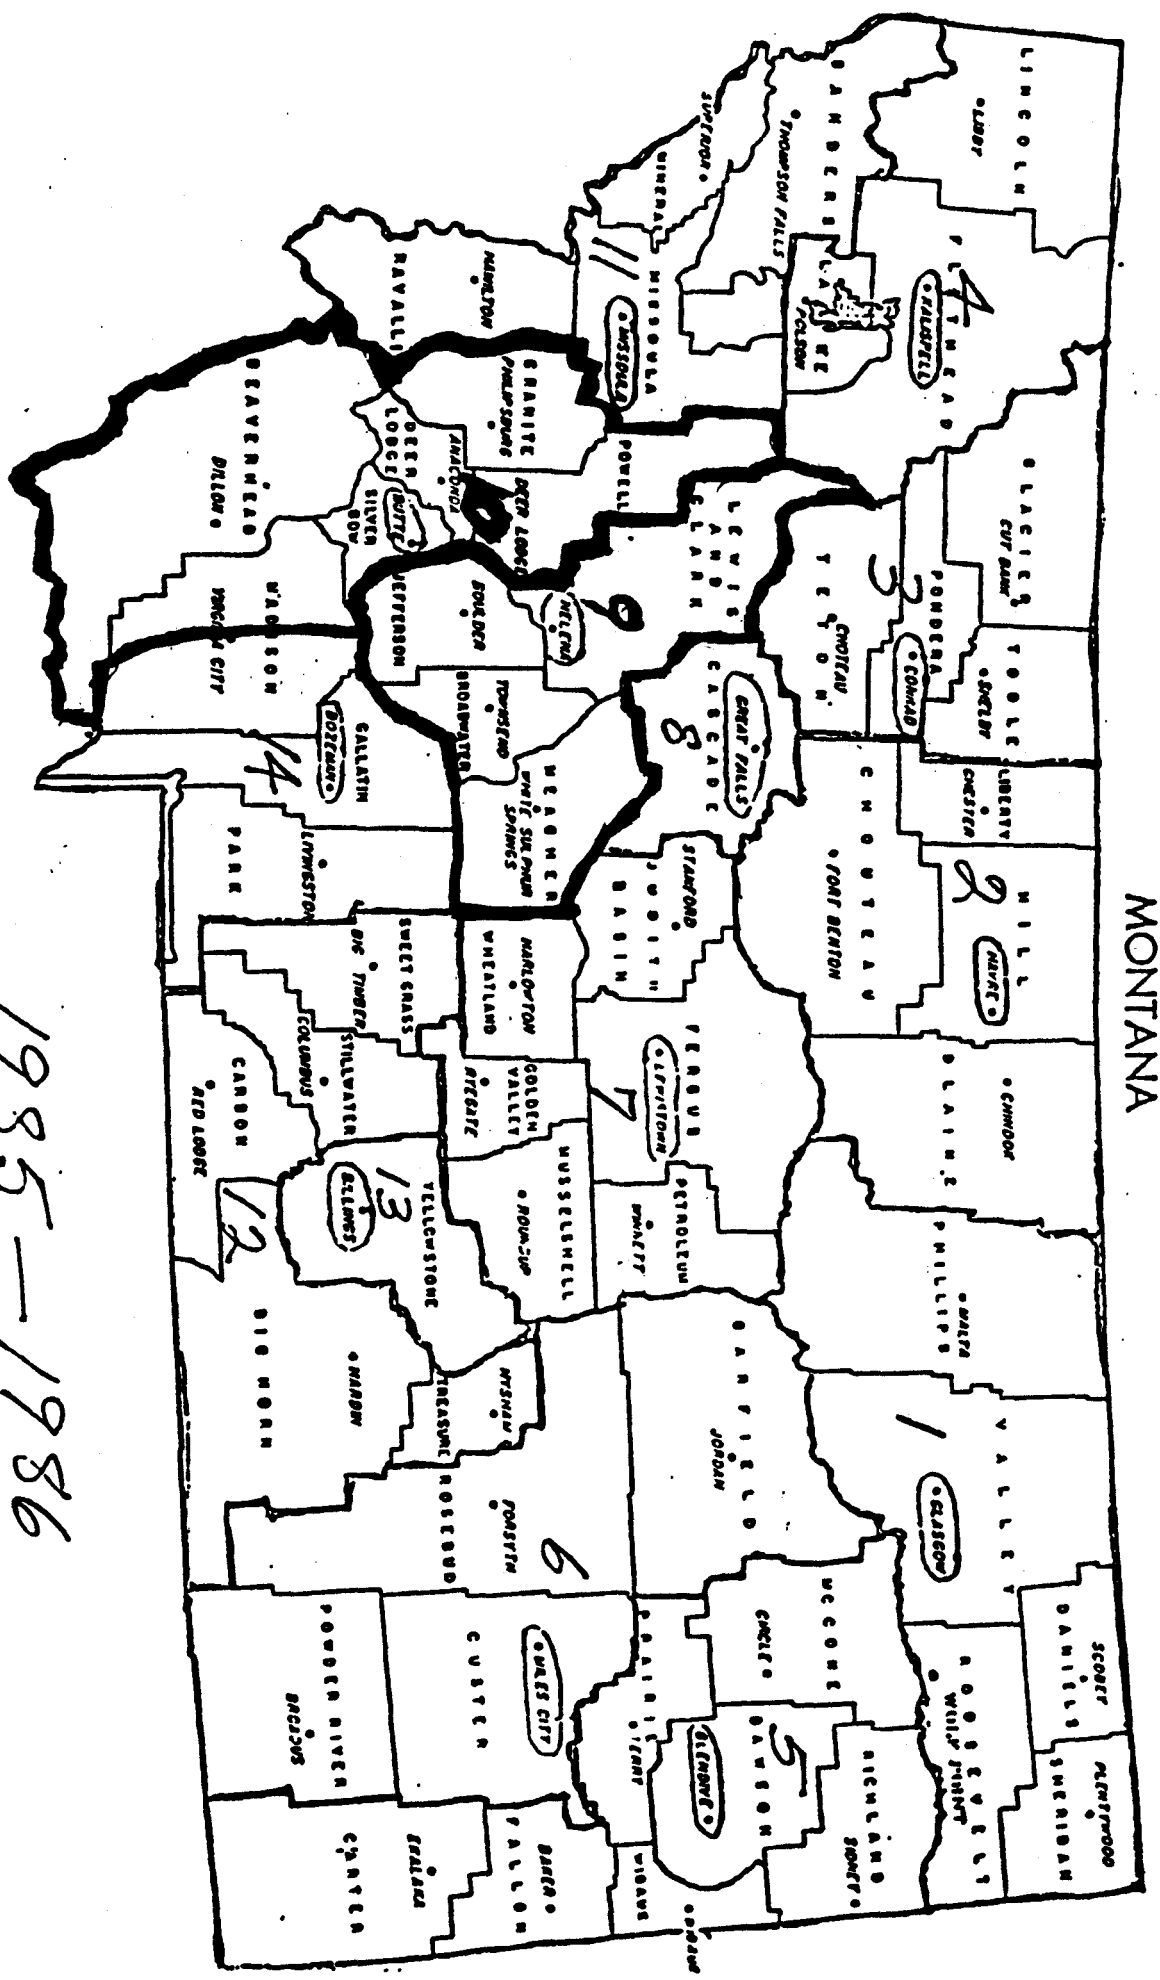 MONTANA
LINCOLN
LIBBY
FLATHEAD
4
KALISPELL
GLACIER
CUT BANK
TOOLE
SHELBY
LIBERTY
CHESTER
HILL
2
HAVRE
BLAINE
CHINOOK
PHILLIPS
MALTA
VALLEY
1
GLASGOW
DANIELS
SCOBEY
SHERIDAN
PLENTYWOOD
ROOSEVELT
SANDERS
THOMPSON FALLS
LAKE
POLSON
PONDERA
3
CONRAD
TETON
CHOTEAU
CHOUTEAU
FORT BENTON
MCCONE
CIRCLE
RICHLAND
SIDNEY
DAWSON
5
GLENDIVE
MINERAL
SUPERIOR
MISSOULA
11
MISSOULA
POWELL
DEER LODGE
LEWIS
AND
CLARK
HELENA
CASCADE
8
GREAT FALLS
JUDITH
BASIN
STANFORD
FERGUS
7
LEWISTOWN
PETROLEUM
WINNETT
GARFIELD
JORDAN
PRAIRIE
TERRY
WIBAUX
RAVALLI
HAMILTON
GRANITE
PHILIPSBURG
DEER
LODGE
ANACONDA
SILVER
BOW
BUTTE
JEFFERSON
BOULDER
BROADWATER
TOWNSEND
MEAGHER
WHITE SULPHUR
SPRINGS
WHEATLAND
HARLOWTON
GOLDEN
VALLEY
RYEGATE
MUSSELSHELL
ROUNDUP
TREASURE
HYSHAM
ROSEBUD
FORSYTH
6
CUSTER
MILES CITY
FALLON
BAKER
BEAVERHEAD
DILLON
MADISON
VIRGINIA CITY
GALLATIN
BOZEMAN
14
PARK
LIVINGSTON
SWEET GRASS
BIG TIMBER
STILLWATER
COLUMBUS
CARBON
RED LODGE
YELLOWSTONE
13
BILLINGS
12
BIG HORN
HARDIN
POWDER RIVER
BROADUS
CARTER
EKALAKA
1985-1986